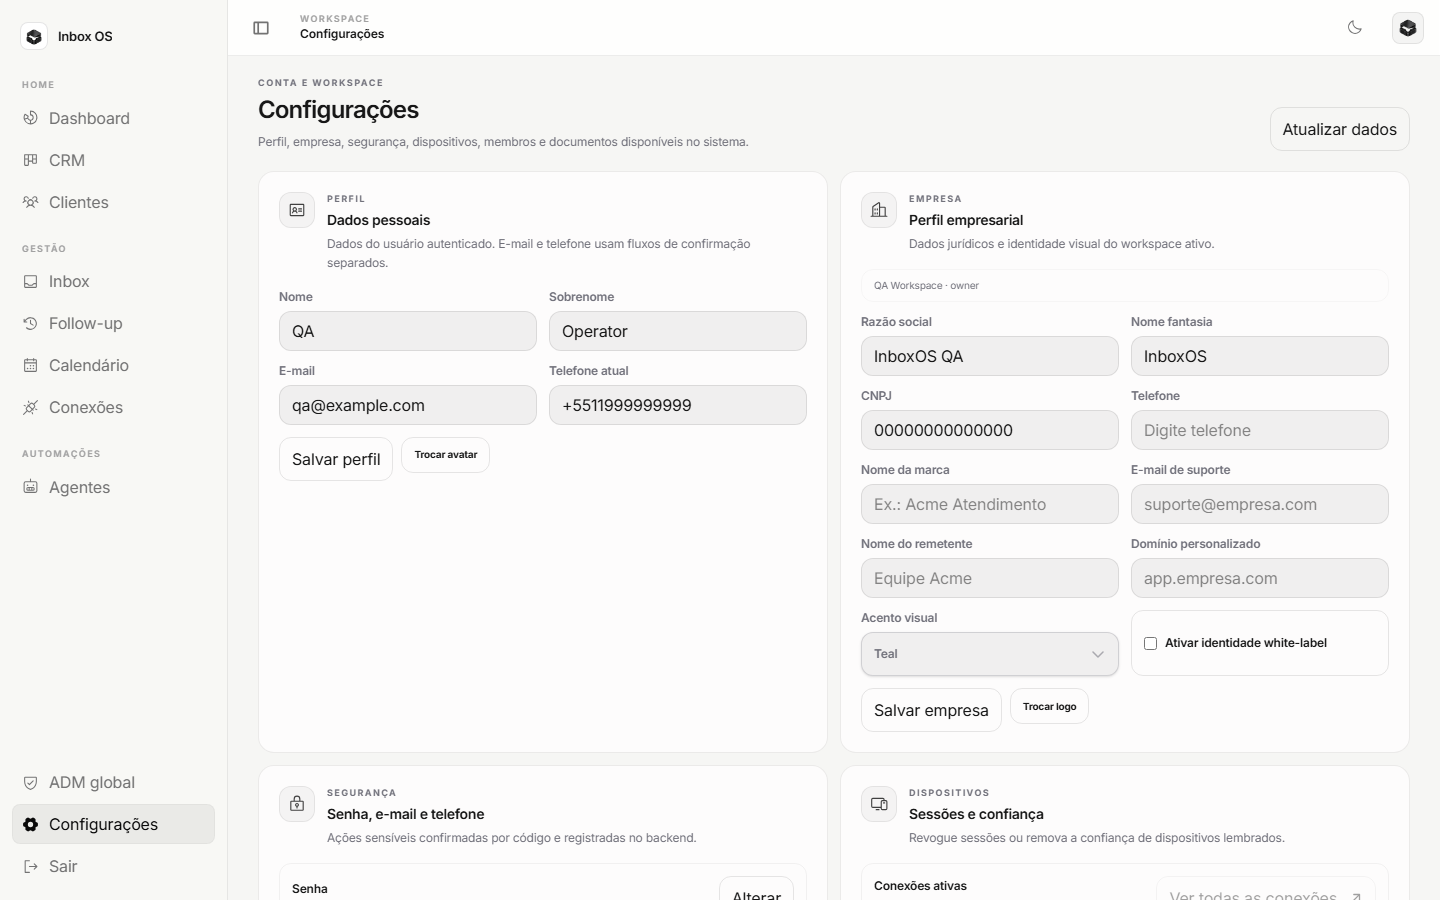 Inbox OS
HOME
Dashboard
CRM
Clientes
GESTÃO
Inbox
Follow-up
Calendário
Conexões
AUTOMAÇÕES
Agentes
ADM global
Configurações
Sair
WORKSPACE
Configurações
CONTA E WORKSPACE
Configurações
Perfil, empresa, segurança, dispositivos, membros e documentos disponíveis no sistema.
Atualizar dados
PERFIL
Dados pessoais
Dados do usuário autenticado. E-mail e telefone usam fluxos de confirmação
separados.
Nome
Sobrenome
QA
Operator
E-mail
Telefone atual
qa@example.com
+5511999999999
Salvar perfil
Trocar avatar
EMPRESA
Perfil empresarial
Dados jurídicos e identidade visual do workspace ativo.
QA Workspace · owner
Razão social
Nome fantasia
InboxOS QA
InboxOS
CNPJ
Telefone
00000000000000
Digite telefone
Nome da marca
E-mail de suporte
Ex.: Acme Atendimento
suporte@empresa.com
Nome do remetente
Domínio personalizado
Equipe Acme
app.empresa.com
Acento visual
Teal
Ativar identidade white-label
Salvar empresa
Trocar logo
SEGURANÇA
Senha, e-mail e telefone
Ações sensíveis confirmadas por código e registradas no backend.
Senha
Alterar
DISPOSITIVOS
Sessões e confiança
Revogue sessões ou remova a confiança de dispositivos lembrados.
Conexões ativas
Ver todas as conexões